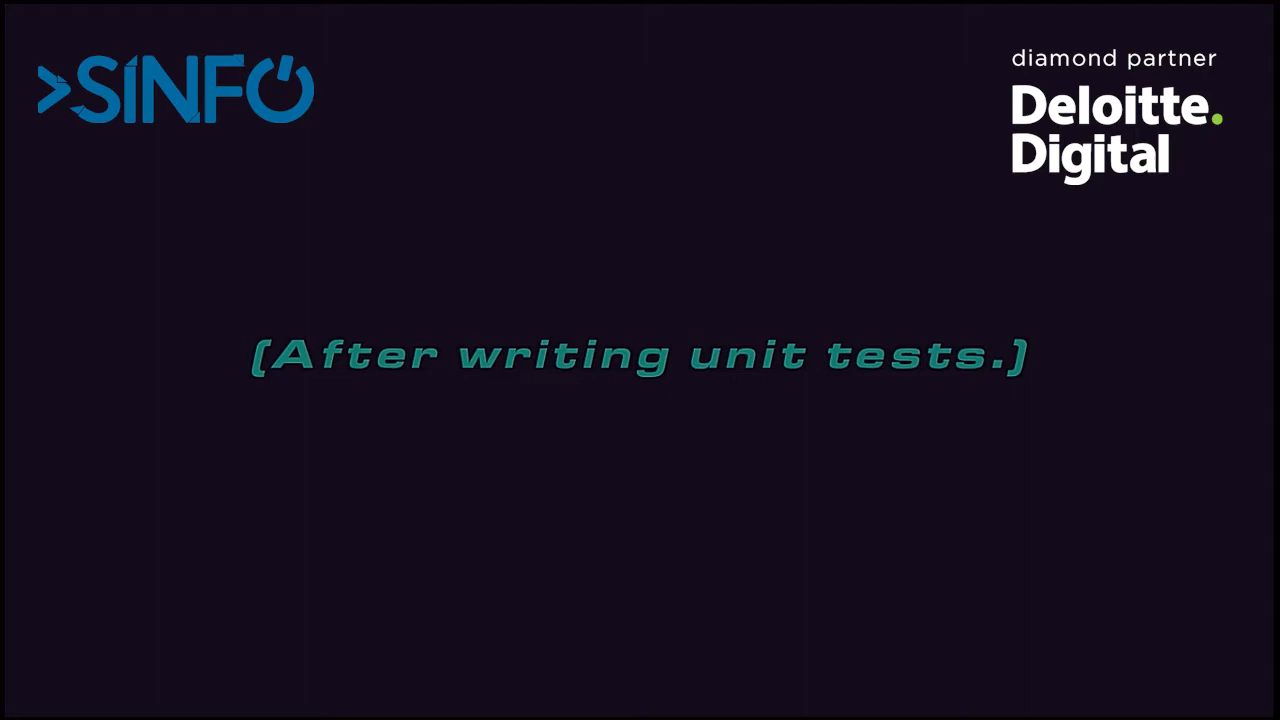 >SINFO
diamond partner
Deloitte.
Digital
(After writing unit tests.)